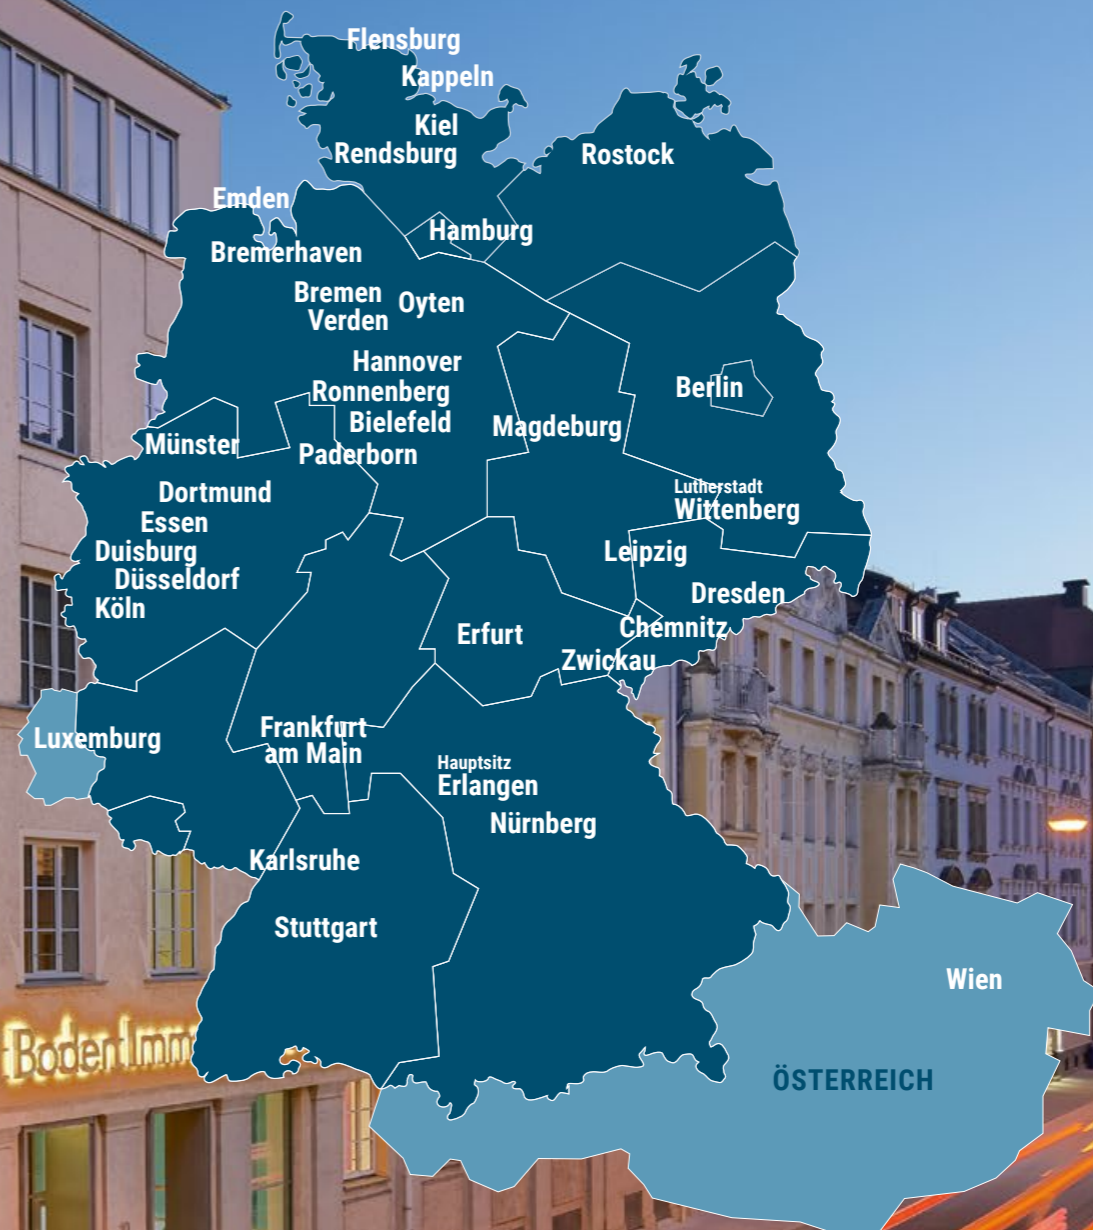 Flensburg
Kappeln
Kiel
Rendsburg
Rostock
Emden
Hamburg
Bremerhaven
Bremen
Oyten
Verden
Hannover
Ronnenberg
Bielefeld
Berlin
Magdeburg
Münster
Paderborn
Dortmund
Lutherstadt
Wittenberg
Essen
Duisburg
Leipzig
Düsseldorf
Dresden
Köln
Chemnitz
Erfurt
Zwickau
Luxemburg
Frankfurt
am Main
Hauptsitz
Erlangen
Nürnberg
Karlsruhe
Stuttgart
Wien
Boden Imm
ÖSTERREICH